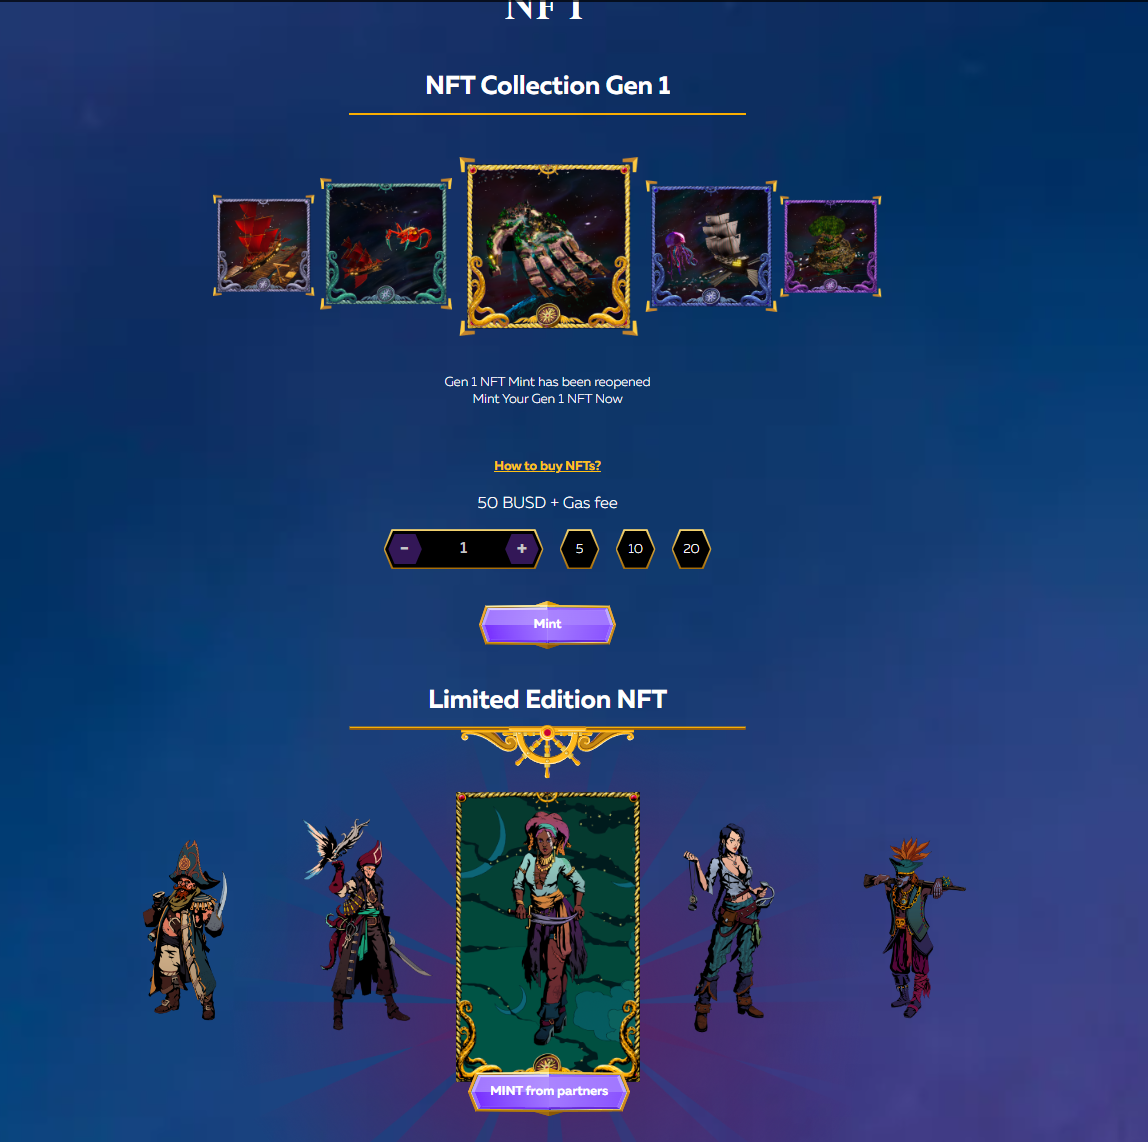 NFT
NFT Collection Gen 1
Gen 1 NFT Mint has been reopened
Mint Your Gen 1 NFT Now
How to buy NFTs?
50 BUSD + Gas fee
- 1 + 5 10 20
Mint
Limited Edition NFT
MINT from partners